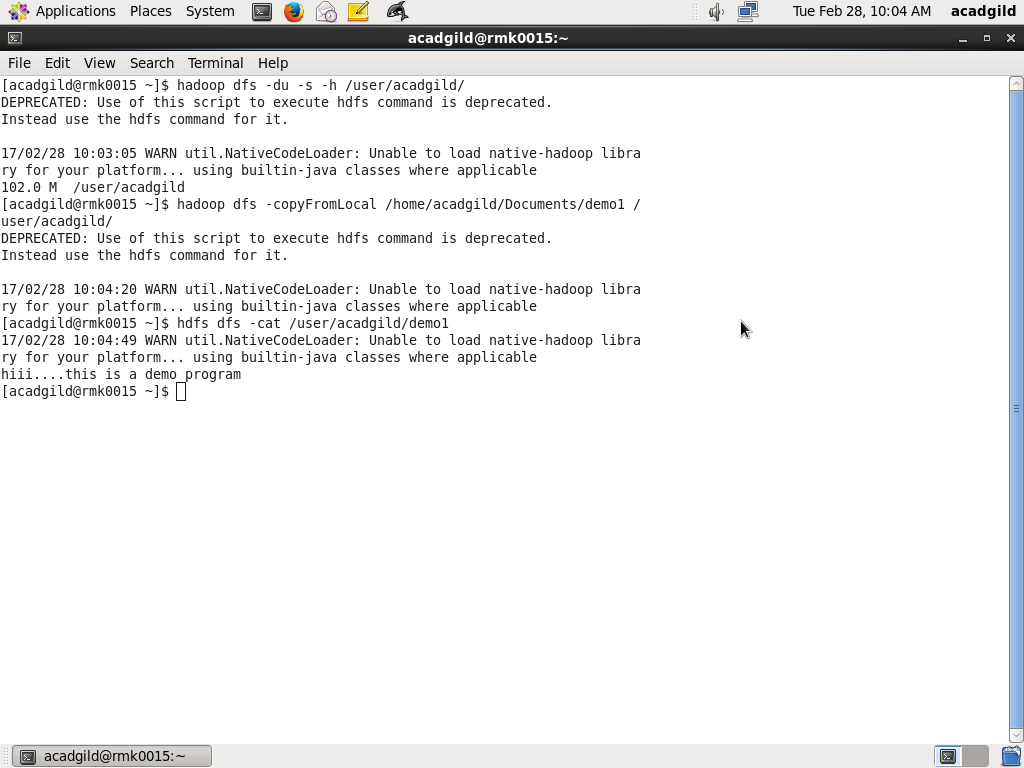 Applications Places System Tue Feb 28, 10:04 AM acadgild
acadgild@rmk0015:~
File Edit View Search Terminal Help
[acadgild@rmk0015 ~]$ hadoop dfs -du -s -h /user/acadgild/
DEPRECATED: Use of this script to execute hdfs command is deprecated.
Instead use the hdfs command for it.
17/02/28 10:03:05 WARN util.NativeCodeLoader: Unable to load native-hadoop libra
ry for your platform... using builtin-java classes where applicable
102.0 M  /user/acadgild
[acadgild@rmk0015 ~]$ hadoop dfs -copyFromLocal /home/acadgild/Documents/demo1 /
user/acadgild/
DEPRECATED: Use of this script to execute hdfs command is deprecated.
Instead use the hdfs command for it.
17/02/28 10:04:20 WARN util.NativeCodeLoader: Unable to load native-hadoop libra
ry for your platform... using builtin-java classes where applicable
[acadgild@rmk0015 ~]$ hdfs dfs -cat /user/acadgild/demo1
17/02/28 10:04:49 WARN util.NativeCodeLoader: Unable to load native-hadoop libra
ry for your platform... using builtin-java classes where applicable
hiii....this is a demo program
[acadgild@rmk0015 ~]$
acadgild@rmk0015:~